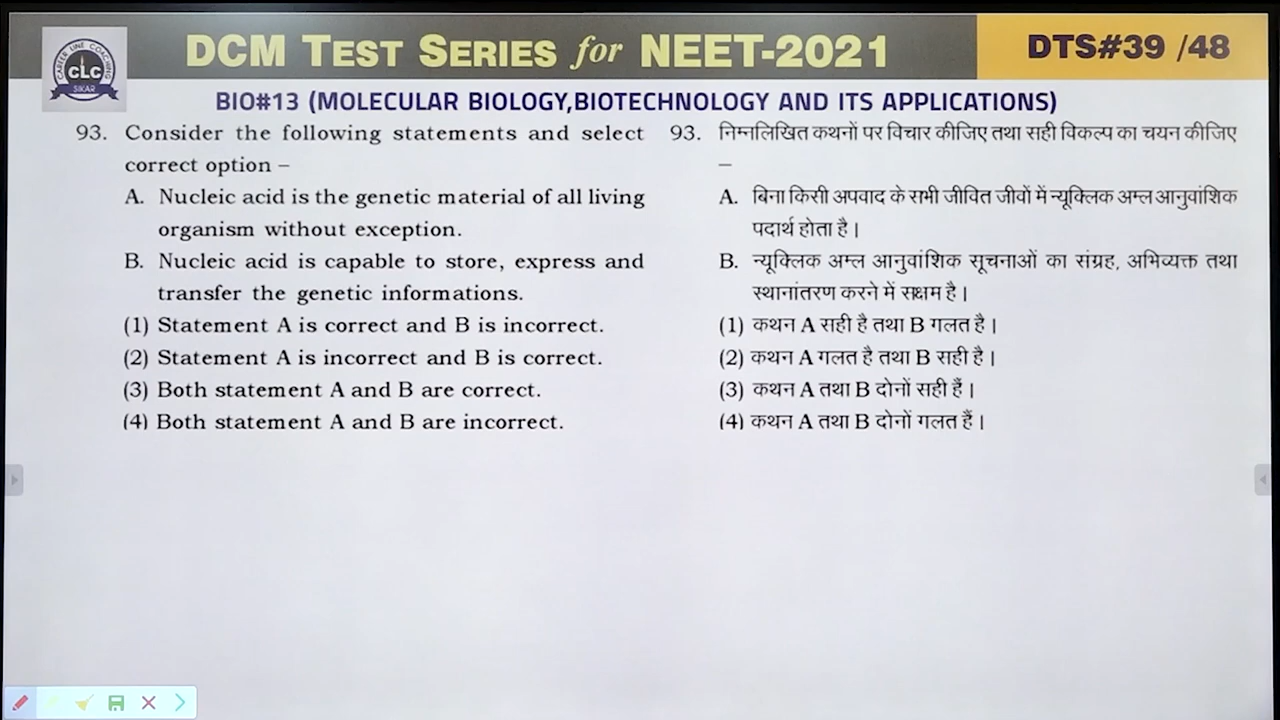 DCM TEST SERIES for NEET-2021
DTS#39 /48
CAREER LINE COACHING
CLC
SIKAR
BIO#13 (MOLECULAR BIOLOGY,BIOTECHNOLOGY AND ITS APPLICATIONS)
93. Consider the following statements and select
correct option –
A. Nucleic acid is the genetic material of all living
organism without exception.
B. Nucleic acid is capable to store, express and
transfer the genetic informations.
(1) Statement A is correct and B is incorrect.
(2) Statement A is incorrect and B is correct.
(3) Both statement A and B are correct.
(4) Both statement A and B are incorrect.
93. निम्नलिखित कथनों पर विचार कीजिए तथा सही विकल्प का चयन कीजिए
–
A. बिना किसी अपवाद के सभी जीवित जीवों में न्यूक्लिक अम्ल आनुवांशिक
पदार्थ होता है।
B. न्यूक्लिक अम्ल आनुवांशिक सूचनाओं का संग्रह, अभिव्यक्त तथा
स्थानांतरण करने में सक्षम है।
(1) कथन A सही है तथा B गलत है।
(2) कथन A गलत है तथा B सही है।
(3) कथन A तथा B दोनों सही हैं।
(4) कथन A तथा B दोनों गलत हैं।